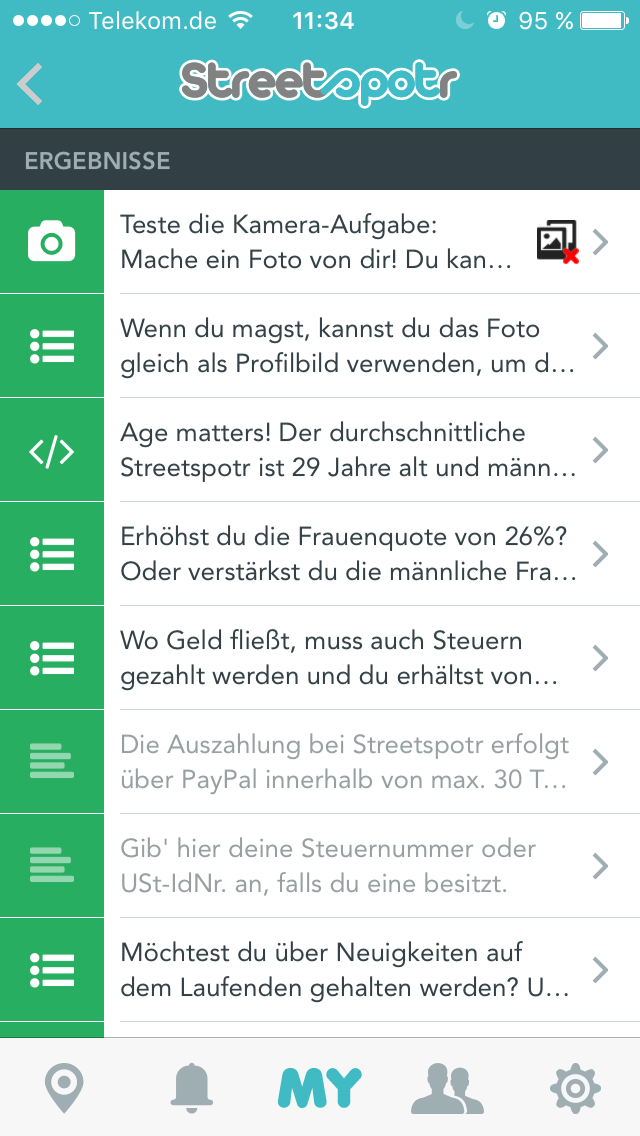 Telekom.de 11:34 95 %
Streetspotr
ERGEBNISSE
Teste die Kamera-Aufgabe:
Mache ein Foto von dir! Du kan…
Wenn du magst, kannst du das Foto
gleich als Profilbild verwenden, um d…
Age matters! Der durchschnittliche
Streetspotr ist 29 Jahre alt und männ…
Erhöhst du die Frauenquote von 26%?
Oder verstärkst du die männliche Fra…
Wo Geld fließt, muss auch Steuern
gezahlt werden und du erhältst von…
Die Auszahlung bei Streetspotr erfolgt
über PayPal innerhalb von max. 30 T…
Gib' hier deine Steuernummer oder
USt-IdNr. an, falls du eine besitzt.
Möchtest du über Neuigkeiten auf
dem Laufenden gehalten werden? U…
MY